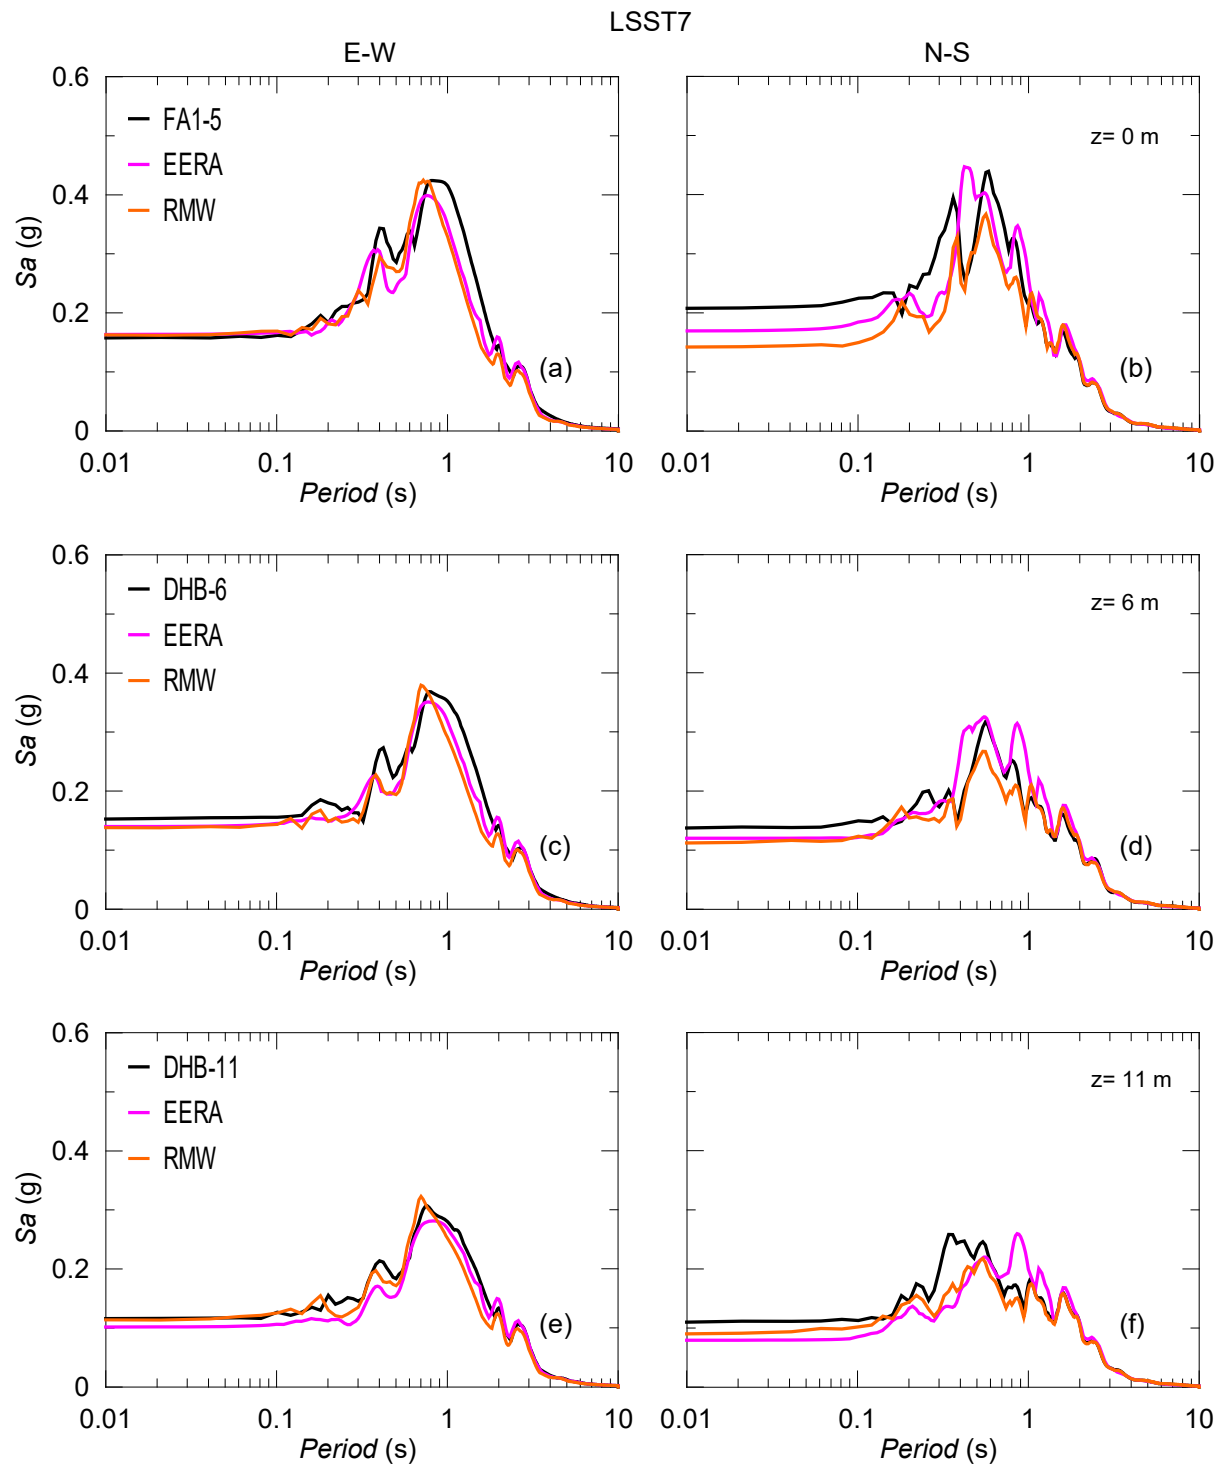 LSST7
E-W
N-S
0.6
0.4
0.2
0
Sa (g)
FA1-5
EERA
RMW
(a)
0.01 0.1 1 10
Period (s)
z= 0 m
(b)
0.01 0.1 1 10
Period (s)
0.6
0.4
0.2
0
Sa (g)
DHB-6
EERA
RMW
(c)
0.01 0.1 1 10
Period (s)
z= 6 m
(d)
0.01 0.1 1 10
Period (s)
0.6
0.4
0.2
0
Sa (g)
DHB-11
EERA
RMW
(e)
0.01 0.1 1 10
Period (s)
z= 11 m
(f)
0.01 0.1 1 10
Period (s)